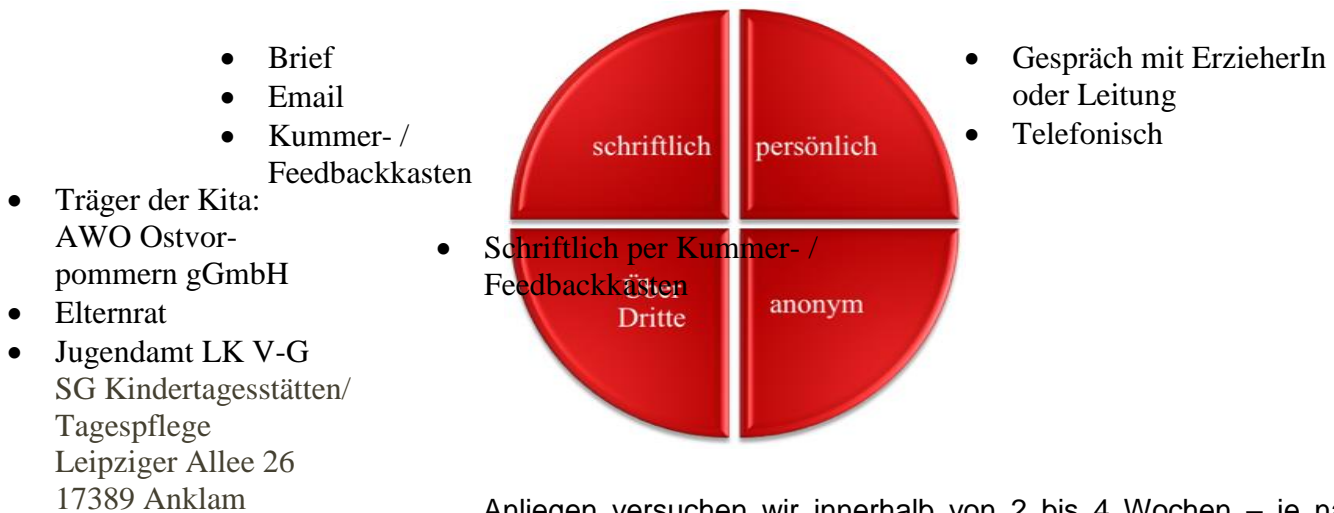 Brief
Email
Kummer- /
Feedbackkasten
schriftlich
persönlich
Gespräch mit ErzieherIn
oder Leitung
Telefonisch
Träger der Kita:
AWO Ostvor-
pommern gGmbH
Elternrat
Jugendamt LK V-G
SG Kindertagesstätten/
Tagespflege
Leipziger Allee 26
17389 Anklam
Schriftlich per Kummer- /
Feedbackkasten
Über
Dritte
anonym
Anliegen versuchen wir innerhalb von 2 bis 4 Wochen – je